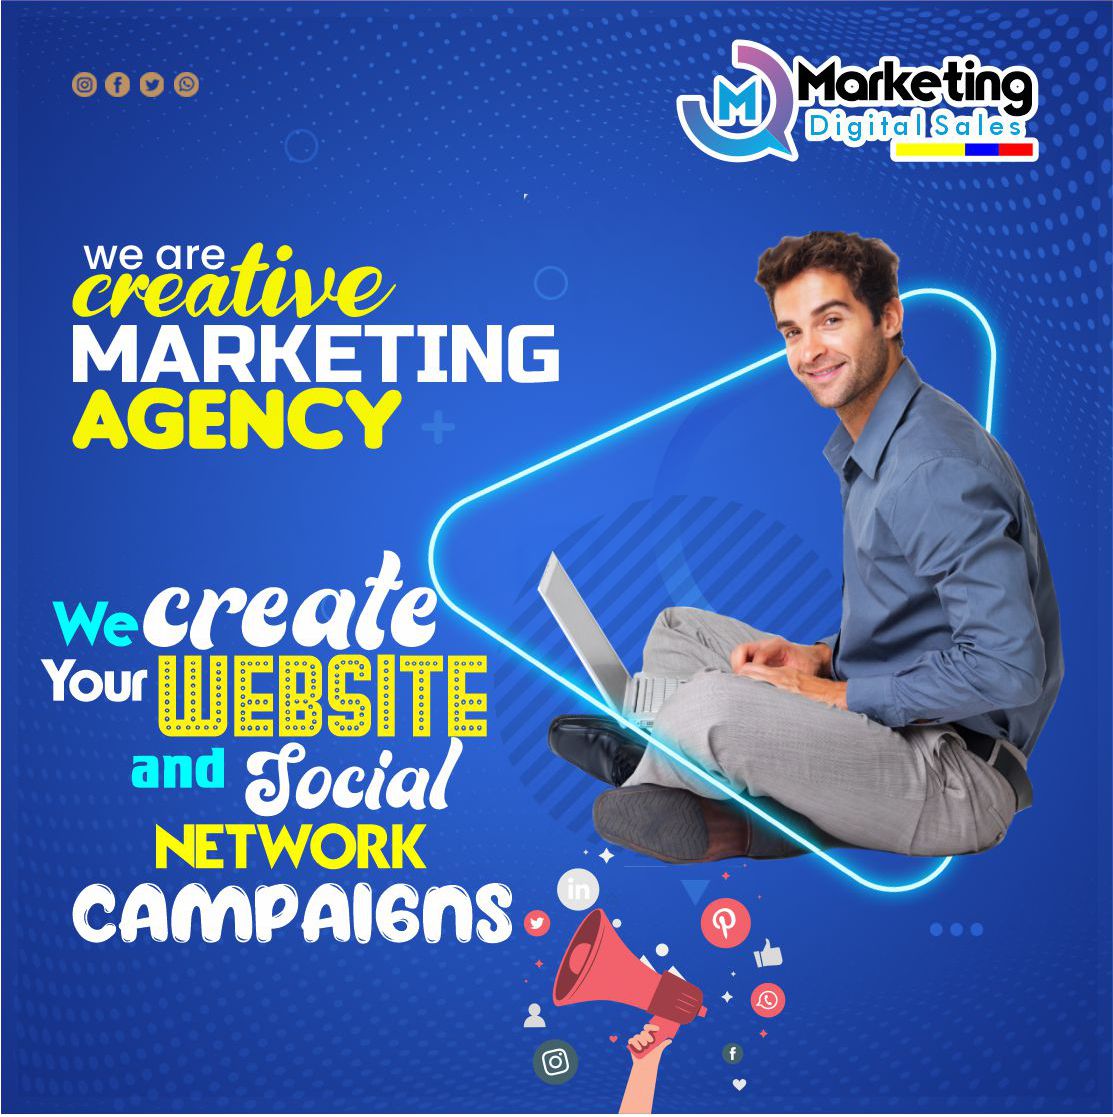 Marketing
Digital Sales
we are
creative
MARKETING
AGENCY
We create
Your WEBSITE
and Social
NETWORK
CAMPAIGNS